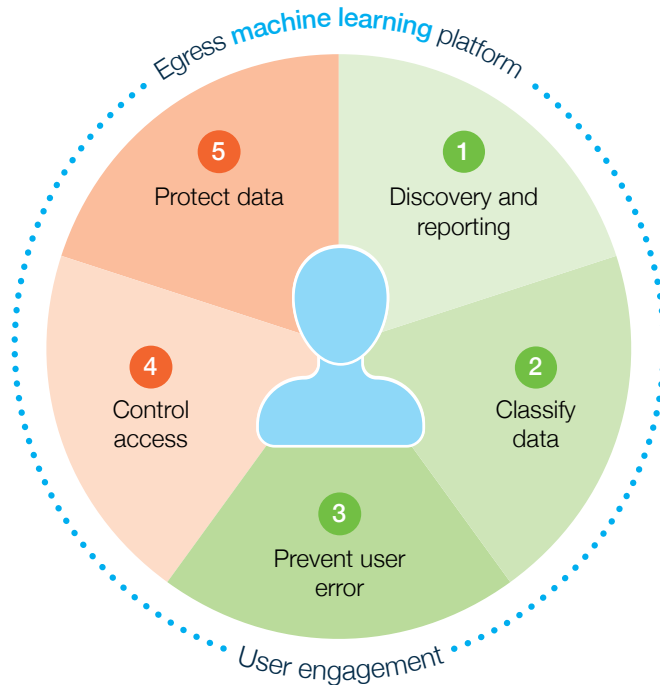 Egress machine learning platform
1
Discovery and
reporting
2
Classify
data
3
Prevent user
error
4
Control
access
5
Protect data
User engagement